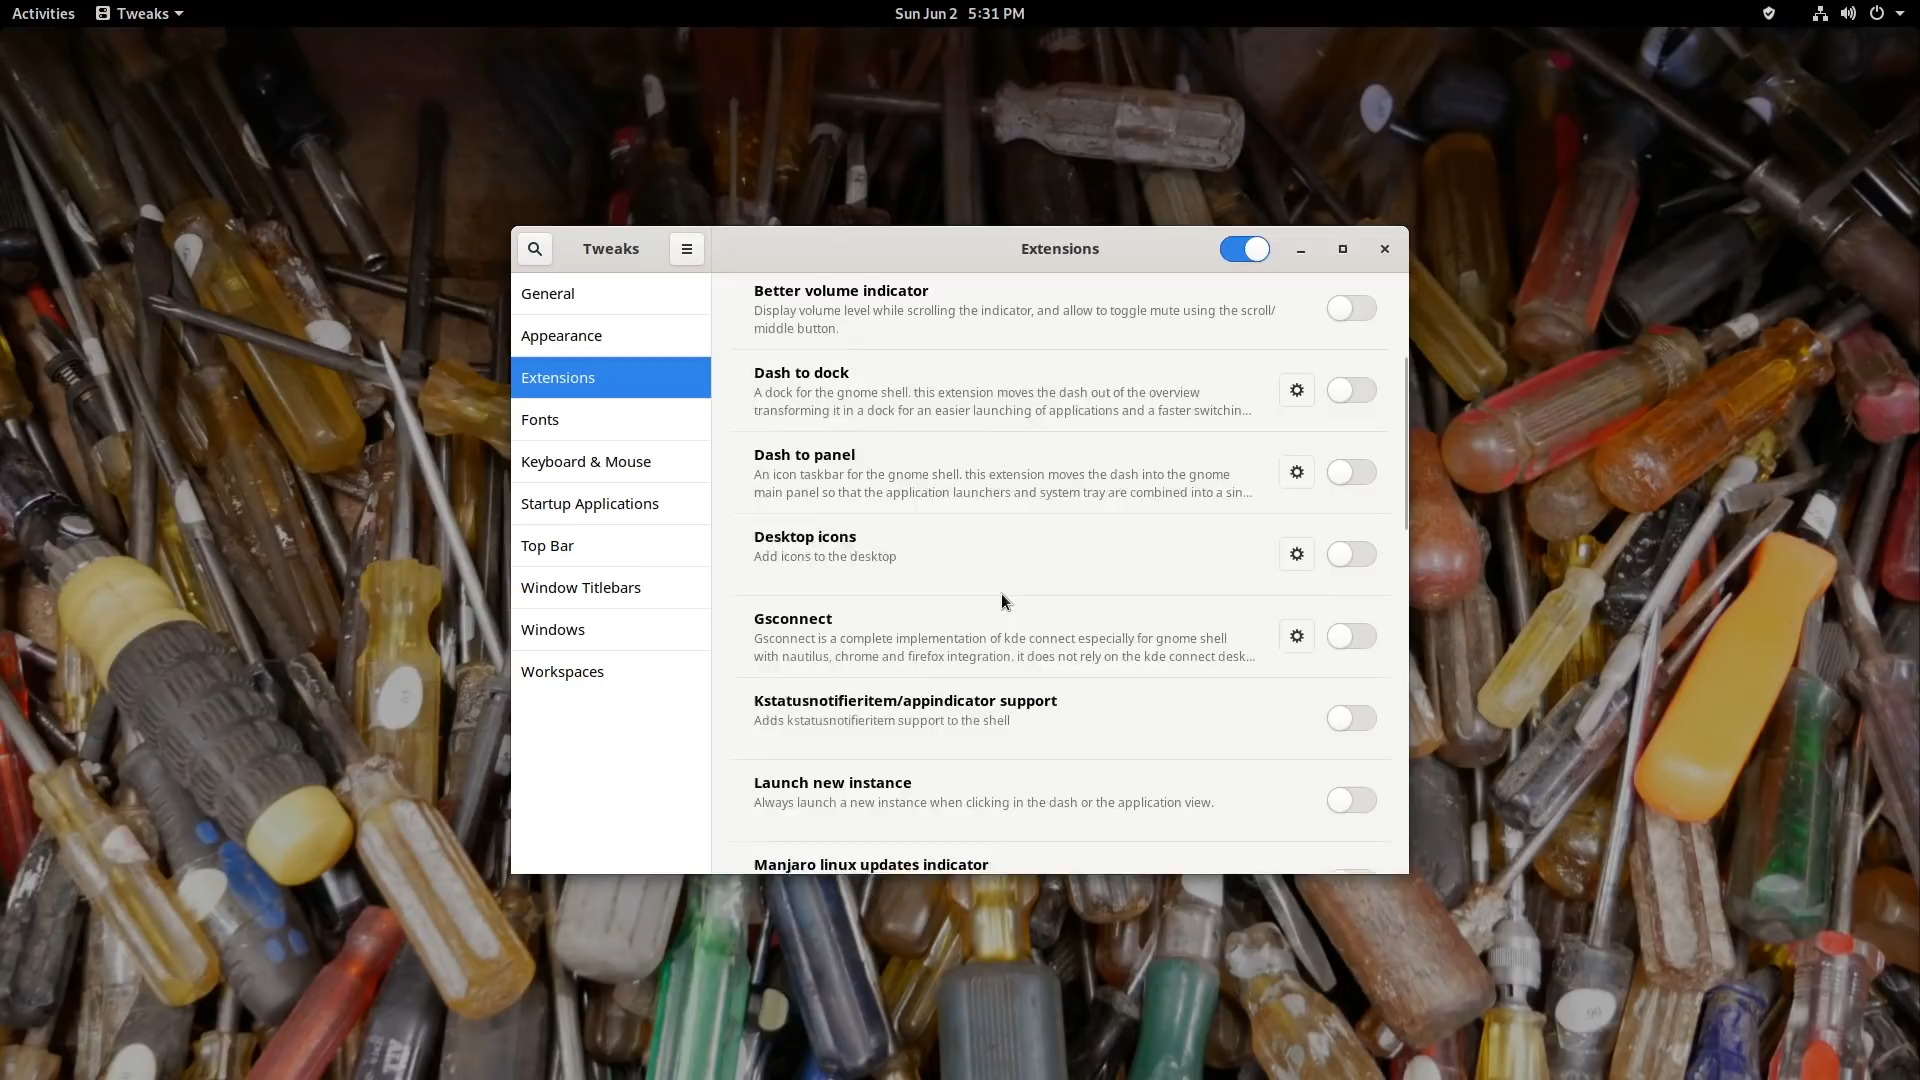 Activities
Tweaks
Sun Jun 2 5:31 PM
Tweaks
Extensions
General
Appearance
Extensions
Fonts
Keyboard & Mouse
Startup Applications
Top Bar
Window Titlebars
Windows
Workspaces
Better volume indicator
Display volume level while scrolling the indicator, and allow to toggle mute using the scroll/
middle button.
Dash to dock
A dock for the gnome shell. this extension moves the dash out of the overview
transforming it in a dock for an easier launching of applications and a faster switchin…
Dash to panel
An icon taskbar for the gnome shell. this extension moves the dash into the gnome
main panel so that the application launchers and system tray are combined into a sin…
Desktop icons
Add icons to the desktop
Gsconnect
Gsconnect is a complete implementation of kde connect especially for gnome shell
with nautilus, chrome and firefox integration. it does not rely on the kde connect desk…
Kstatusnotifieritem/appindicator support
Adds kstatusnotifieritem support to the shell
Launch new instance
Always launch a new instance when clicking in the dash or the application view.
Manjaro linux updates indicator